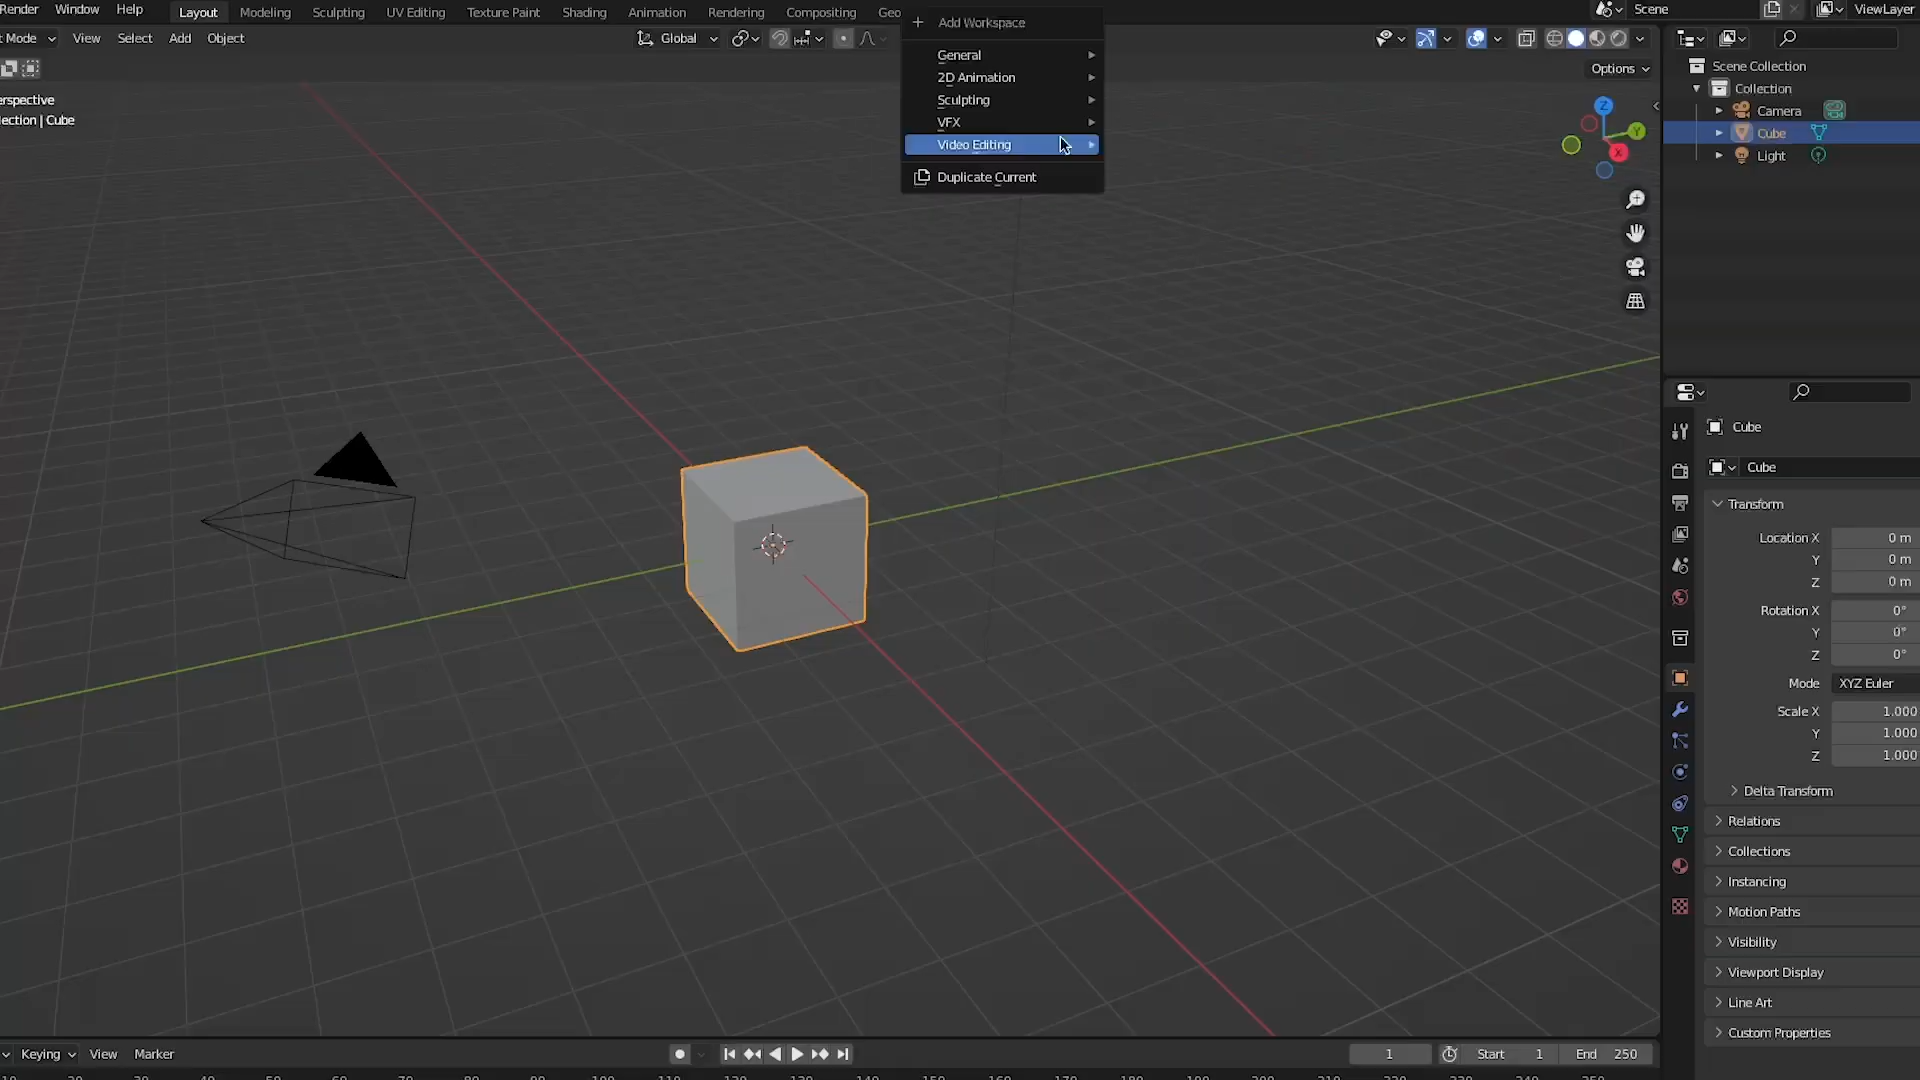 Render Window Help Layout Modeling Sculpting UV Editing Texture Paint Shading Animation Rendering Compositing Geo Scene ViewLayer
Add Workspace
General
2D Animation
Sculpting
VFX
Video Editing
Duplicate Current
t Mode View Select Add Object Global
Options
erspective
ection | Cube
Z
Y
X
Scene Collection
Collection
Camera
Cube
Light
Cube
Cube
Transform
Location X 0 m
Y 0 m
Z 0 m
Rotation X 0°
Y 0°
Z 0°
Mode XYZ Euler
Scale X 1.000
Y 1.000
Z 1.000
Delta Transform
Relations
Collections
Instancing
Motion Paths
Visibility
Viewport Display
Line Art
Custom Properties
Keying View Marker 1 Start 1 End 250